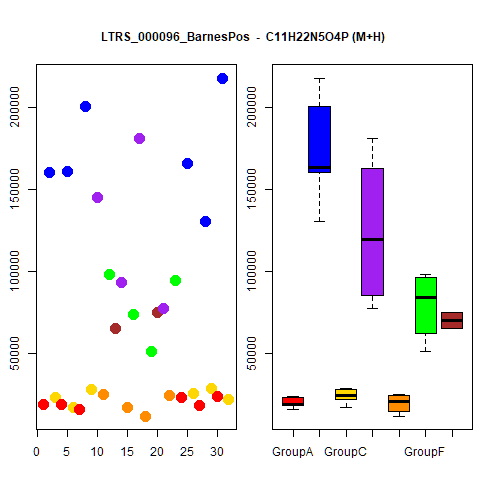 LTRS_000096_BarnesPos - C11H22N5O4P (M+H)
200000
150000
100000
50000
0 5 10 15 20 25 30
200000
150000
100000
50000
GroupA GroupC GroupF